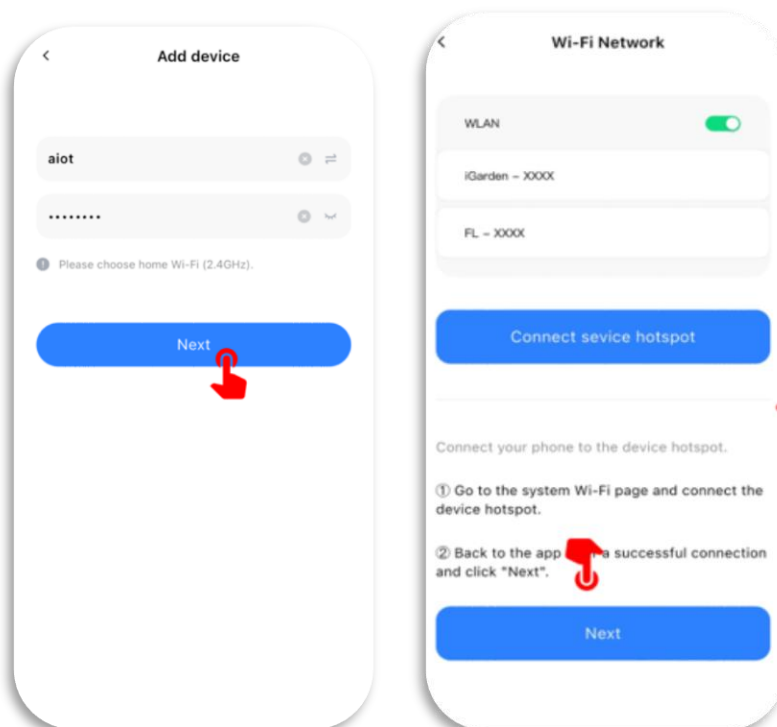 Add device
aiot
••••••••
Please choose home Wi-Fi (2.4GHz).
Next
Wi-Fi Network
WLAN
iGarden – XXXX
FL – XXXX
Connect sevice hotspot
Connect your phone to the device hotspot.
① Go to the system Wi-Fi page and connect the
device hotspot.
② Back to the app a successful connection
and click "Next".
Next